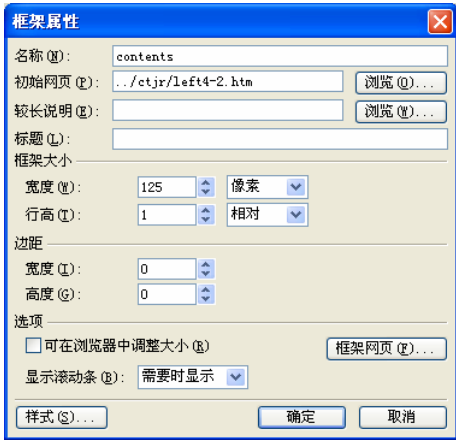 框架属性
名称(N): contents
初始网页(P): ../ctjr/left4-2.htm 浏览(O)...
较长说明(E): 浏览(W)...
标题(L):
框架大小
宽度(W): 125 像素
行高(T): 1 相对
边距
宽度(I): 0
高度(G): 0
选项
可在浏览器中调整大小(R) 框架网页(F)...
显示滚动条(B): 需要时显示
样式(S)... 确定 取消